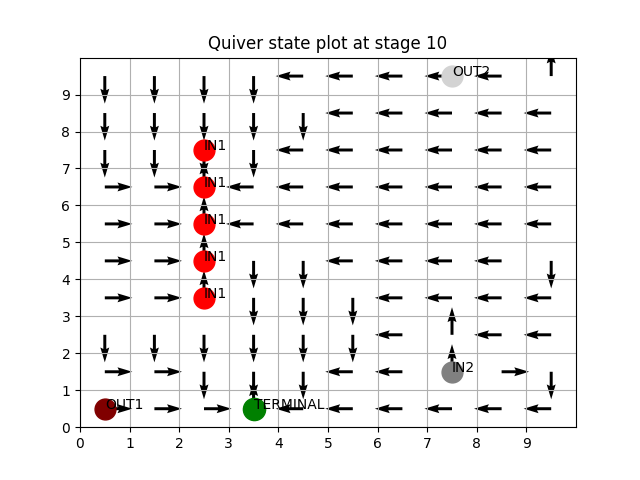 Quiver state plot at stage 10
OUT2
9
8
IN1
7
IN1
6
IN1
5
IN1
4
IN1
3
2
IN2
1
OUT1 TERMINAL
0
0 1 2 3 4 5 6 7 8 9